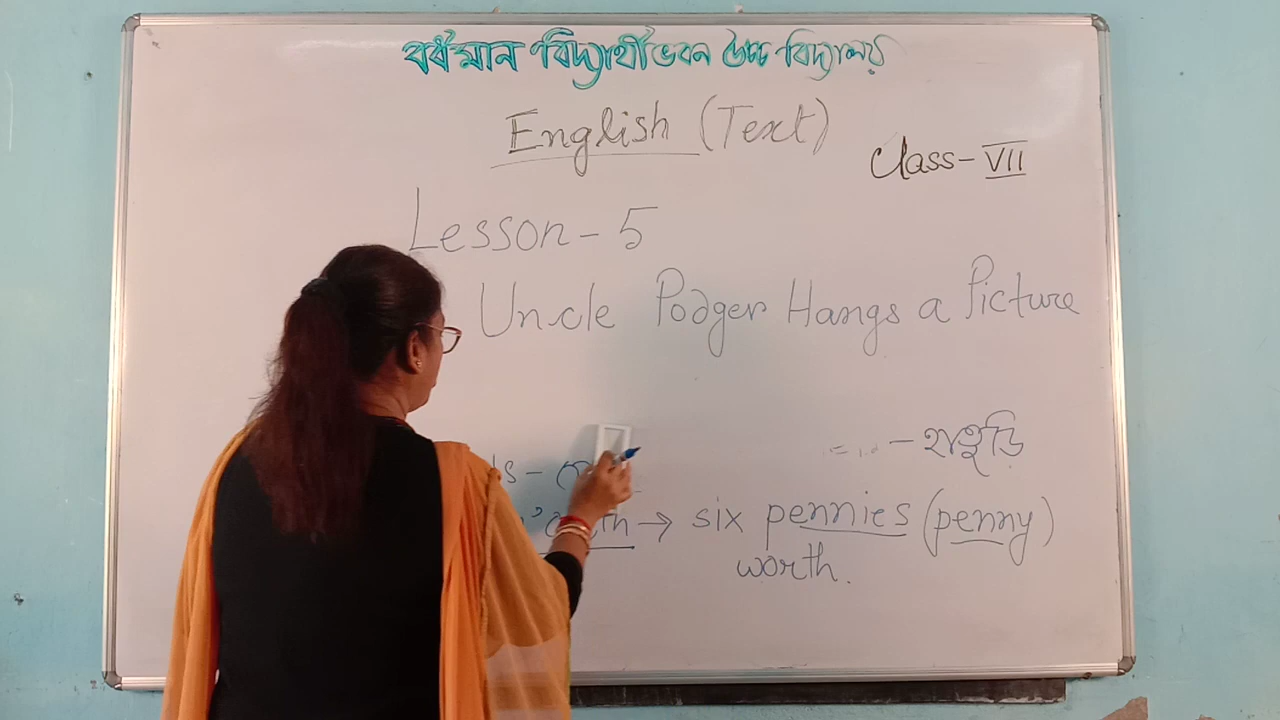 বর্ধমান বিদ্যার্থীভবন উচ্চ বিদ্যালয়
English (Text)
Class - VII
Lesson - 5
Uncle Podger Hangs a Picture
- হাতুড়ি
→ six pennies (penny)
worth.